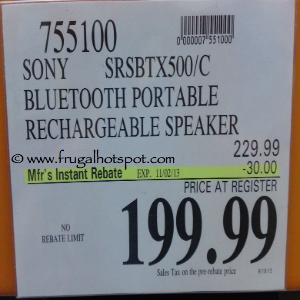 755100
0000007551000
SONY SRSBTX500/C
BLUETOOTH PORTABLE
RECHARGEABLE SPEAKER
© www.frugalhotspot.com
229.99
Mfr's Instant Rebate EXP. 11/02/13 -30.00
PRICE AT REGISTER
NO
REBATE LIMIT
199.99
Sales Tax on the pre-rebate price